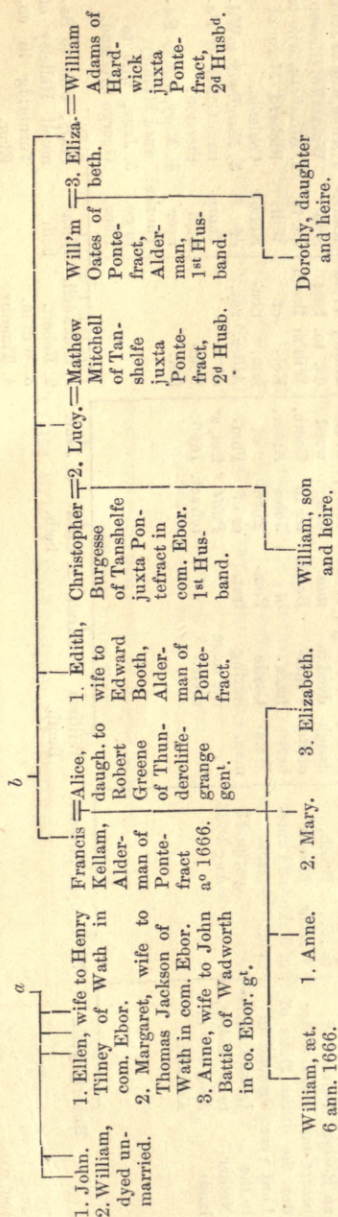 a
b
1. John.
2. William,
dyed un-
married.
1. Ellen, wife to Henry
Tilney of Wath in
com. Ebor.
2. Margaret, wife to
Thomas Jackson of
Wath in com. Ebor.
3. Anne, wife to John
Battie of Wadworth
in co. Ebor. gᵗ.
Francis
Kellam,
Alder-
man of
Ponte-
fract
aº 1666.
=Alice,
daugh. to
Robert
Greene
of Thun-
dercliffe-
grange
genᵗ.
1. Edith,
wife to
Edward
Booth,
Alder-
man of
Ponte-
fract.
Christopher
Burgesse
of Tanshelfe
juxta Pon-
tefract in
com. Ebor.
1ˢᵗ Hus-
band.
=2. Lucy.=
Mathew
Mitchell
of Tan-
shelfe
juxta
Ponte-
fract,
2ᵈ Husb.
Will'm
Oates of
Ponte-
fract,
Alder-
man,
1ˢᵗ Hus-
band.
=3. Eliza-
beth.
=William
Adams of
Hard-
wick
juxta
Ponte-
fract,
2ᵈ Husbᵈ.
William, æt.
6 ann. 1666.
1. Anne.
2. Mary.
3. Elizabeth.
William, son
and heire.
Dorothy, daughter
and heire.